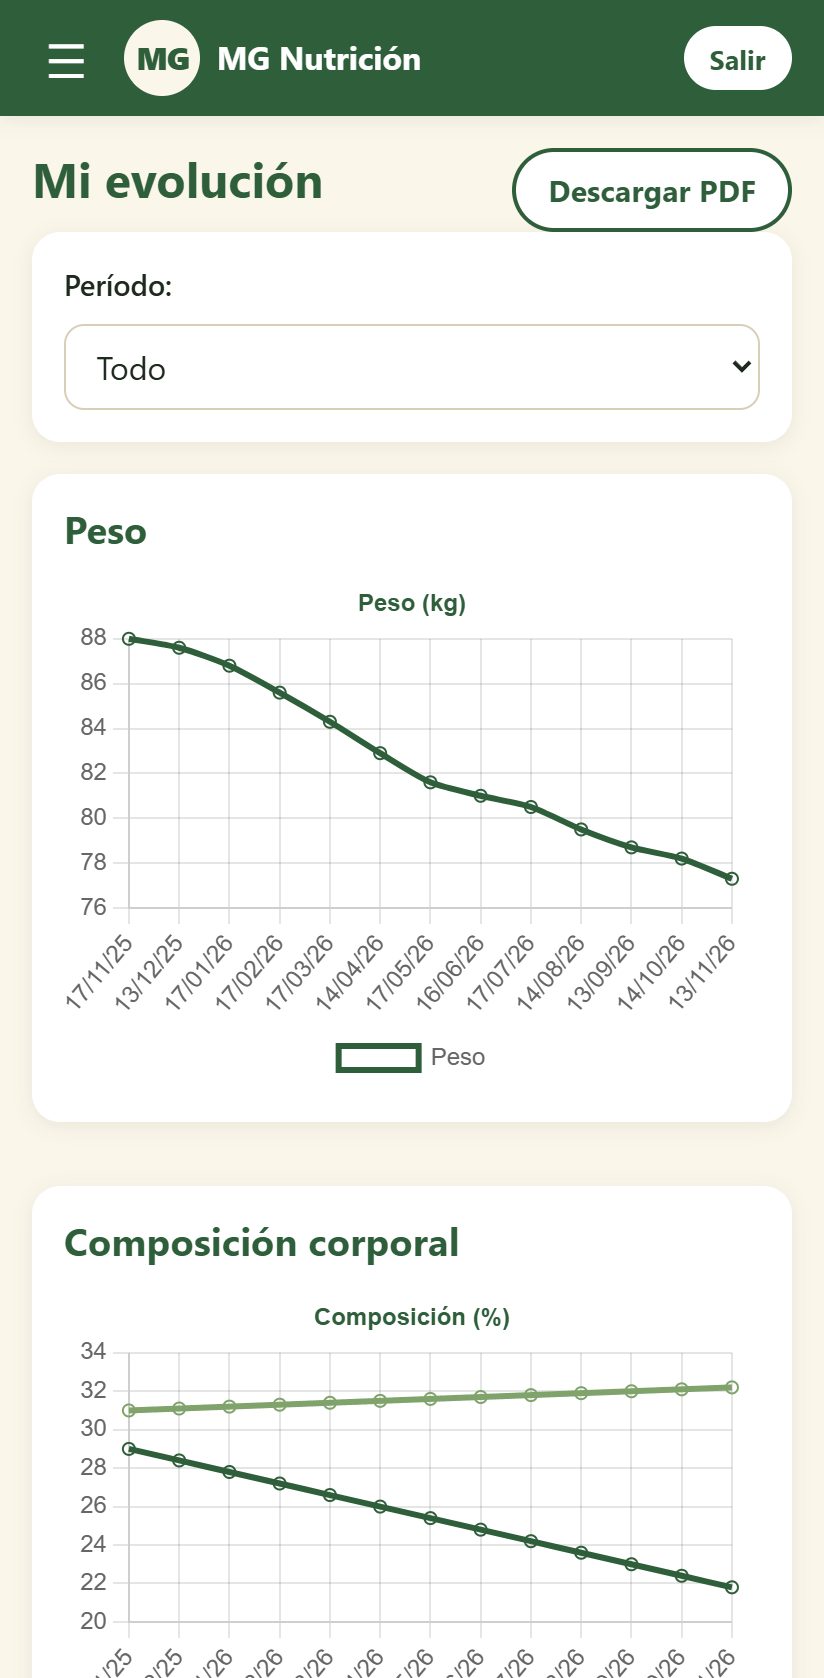 MG MG Nutrición Salir
Mi evolución
Descargar PDF
Período:
Todo
Peso
Peso (kg)
88
86
84
82
80
78
76
17/11/25 13/12/25 17/01/26 17/02/26 17/03/26 14/04/26 17/05/26 16/06/26 17/07/26 14/08/26 13/09/26 14/10/26 13/11/26
Peso
Composición corporal
Composición (%)
34
32
30
28
26
24
22
20